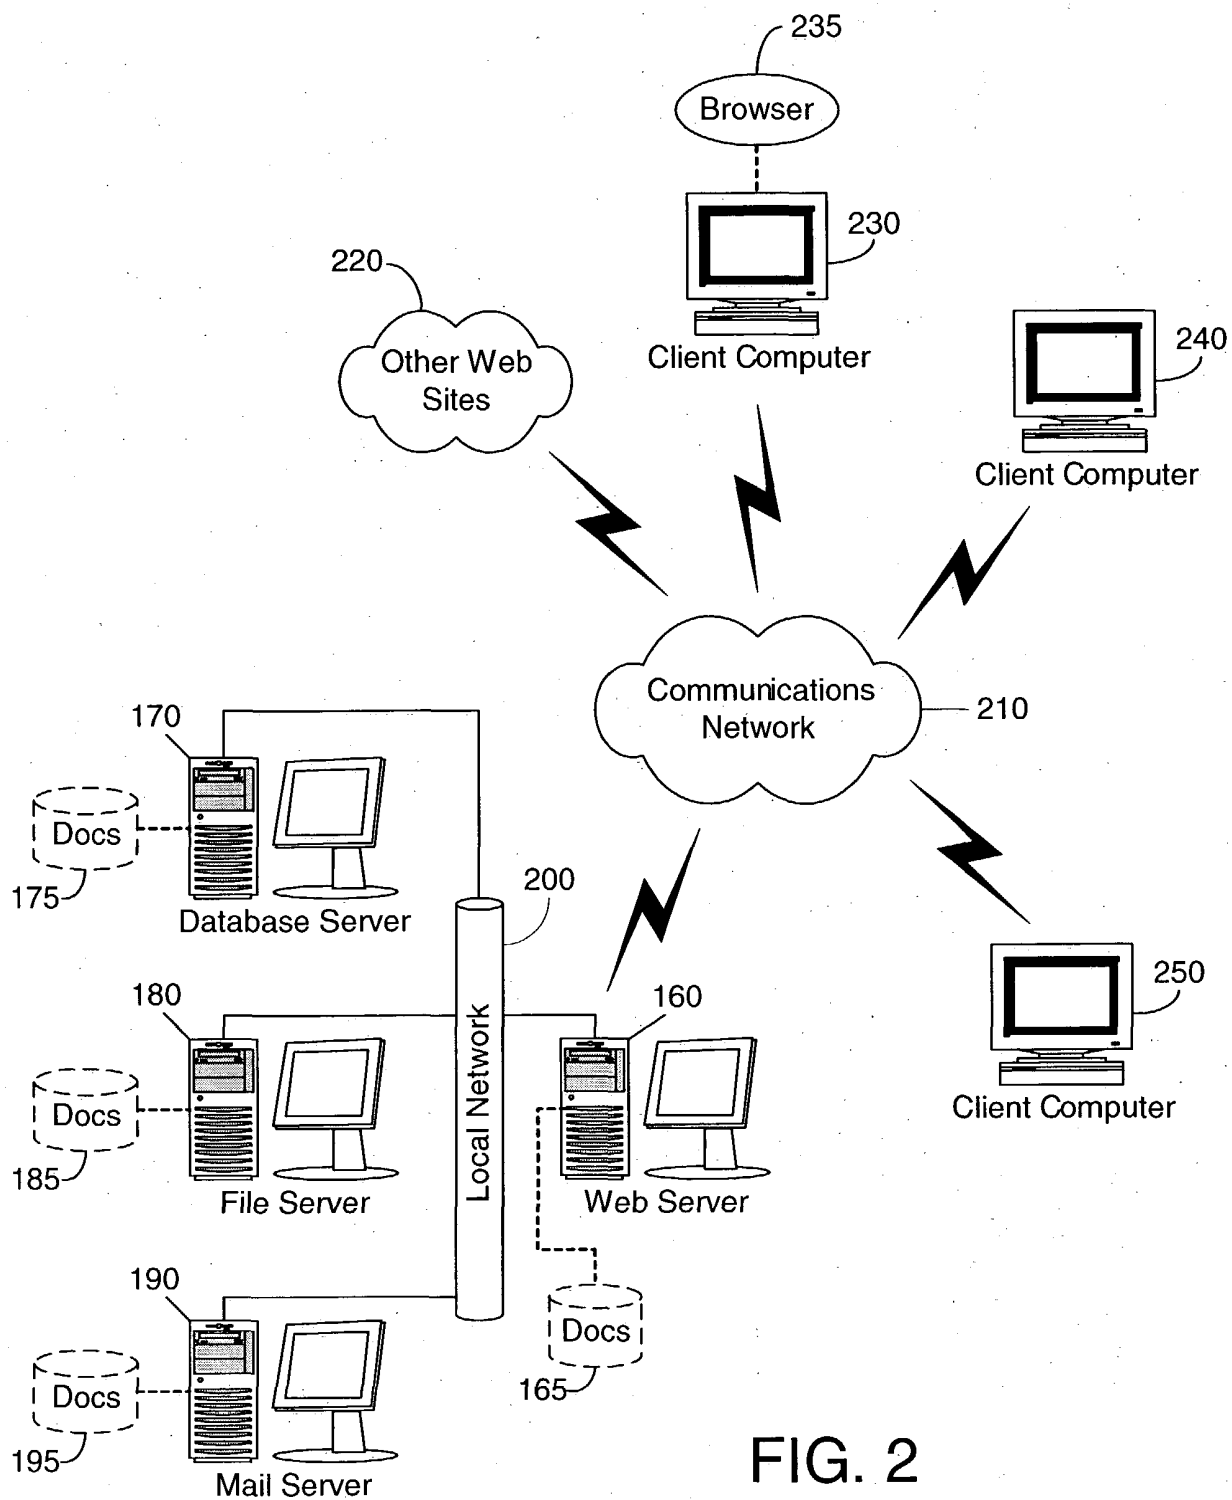 235
Browser
230
Client Computer
220
Other Web
Sites
240
Client Computer
Communications
Network
210
170
Docs
175
Database Server
200
Local Network
180
Docs
185
File Server
160
Web Server
Docs
165
250
Client Computer
190
Docs
195
Mail Server
FIG. 2